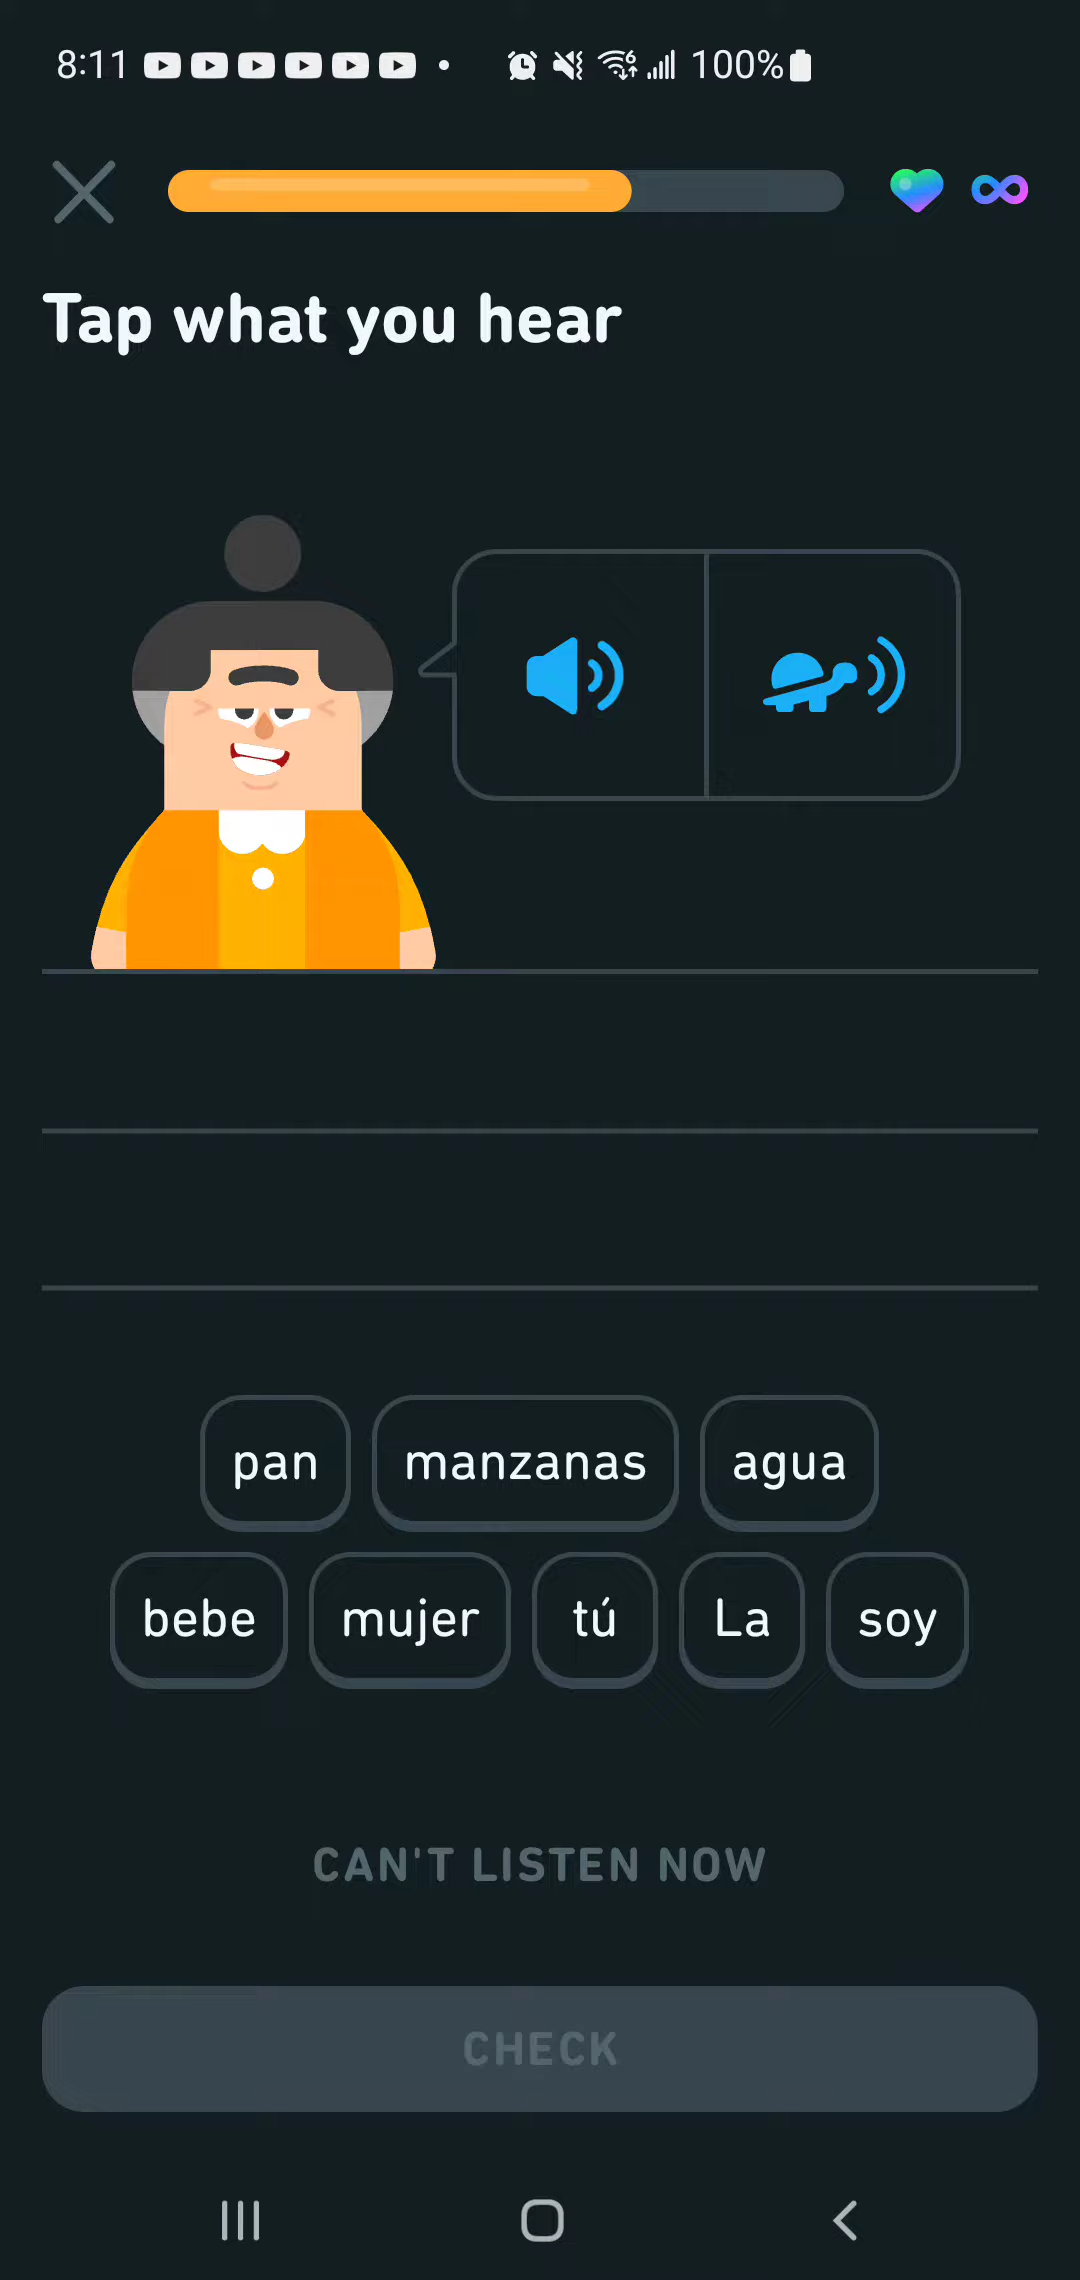 8:11 100%
Tap what you hear
pan manzanas agua
bebe mujer tú La soy
CAN'T LISTEN NOW
CHECK